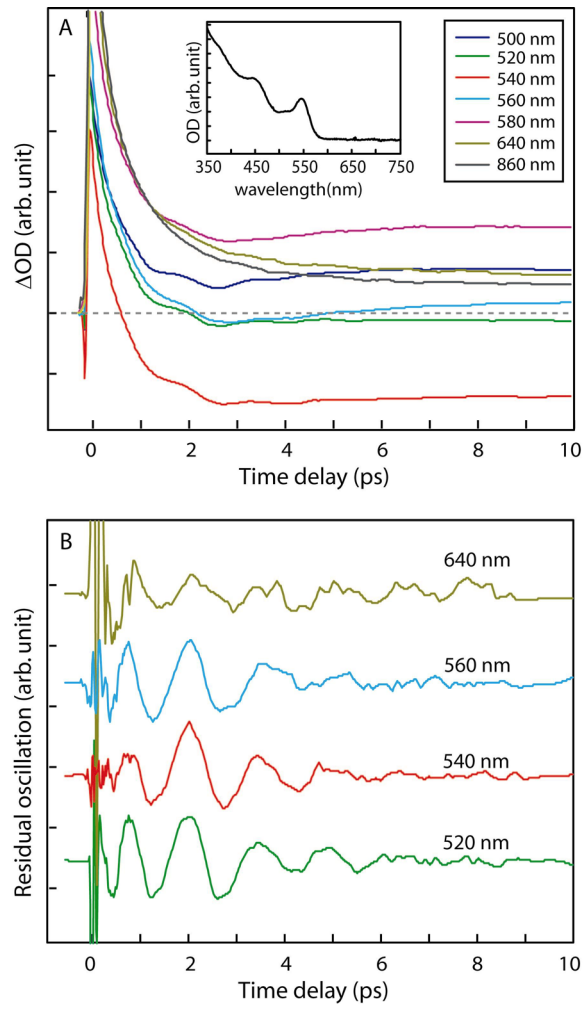 A
OD (arb. unit)
350 450 550 650 750
wavelength(nm)
500 nm
520 nm
540 nm
560 nm
580 nm
640 nm
860 nm
ΔOD (arb. unit)
0 2 4 6 8 10
Time delay (ps)
B
640 nm
560 nm
540 nm
520 nm
Residual oscillation (arb. unit)
0 2 4 6 8 10
Time delay (ps)